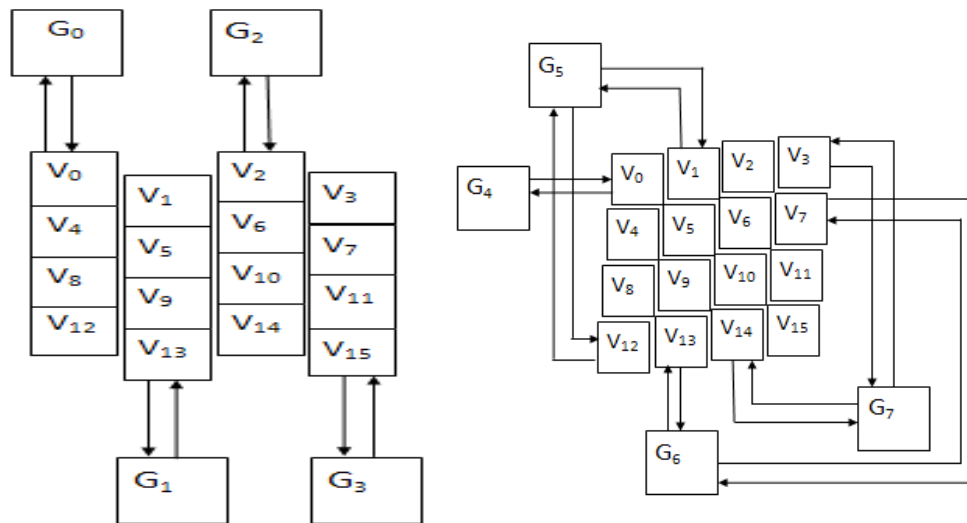 G₀
G₂
V₀
V₄
V₈
V₁₂
V₁
V₅
V₉
V₁₃
V₂
V₆
V₁₀
V₁₄
V₃
V₇
V₁₁
V₁₅
G₁
G₃
G₅
G₄
V₀
V₁
V₂
V₃
V₄
V₅
V₆
V₇
V₈
V₉
V₁₀
V₁₁
V₁₂
V₁₃
V₁₄
V₁₅
G₇
G₆